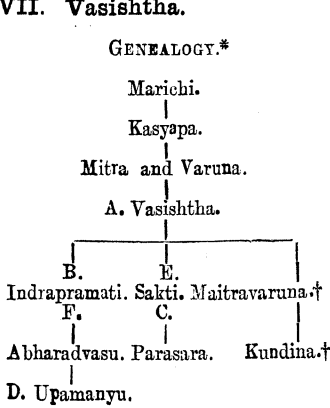 VII. Vasishtha.
GENEALOGY.*
Marichi.
Kasyapa.
Mitra and Varuna.
A. Vasishtha.
B. E.
Indrapramati. Sakti. Maitravaruna.†
F. C.
Abharadvasu. Parasara. Kundina.†
D. Upamanyu.